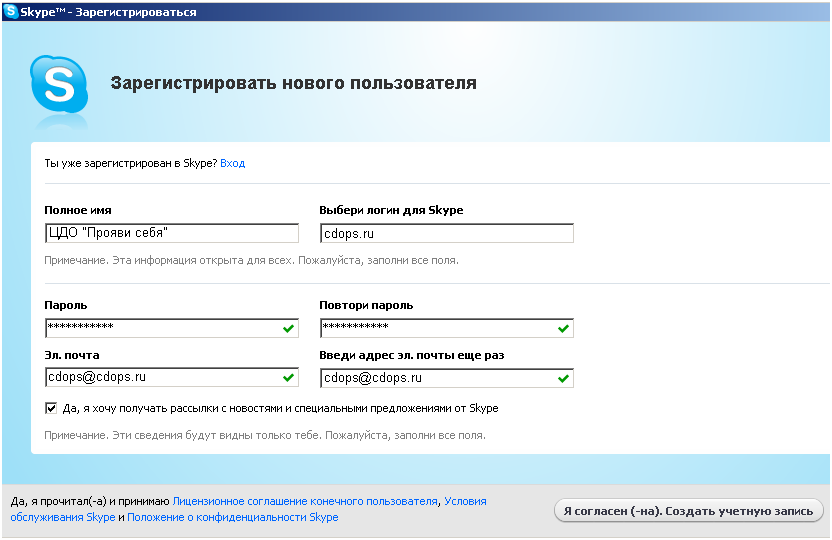 Skype™ - Зарегистрироваться
S
Зарегистрировать нового пользователя
Ты уже зарегистрирован в Skype? Вход
Полное имя Выбери логин для Skype
ЦДО "Прояви себя" cdops.ru
Примечание. Эта информация открыта для всех. Пожалуйста, заполни все поля.
Пароль Повтори пароль
*********** ***********
Эл. почта Введи адрес эл. почты еще раз
cdops@cdops.ru cdops@cdops.ru
Да, я хочу получать рассылки с новостями и специальными предложениями от Skype
Примечание. Эти сведения будут видны только тебе. Пожалуйста, заполни все поля.
Да, я прочитал(-а) и принимаю Лицензионное соглашение конечного пользователя, Условия
обслуживания Skype и Положение о конфиденциальности Skype
Я согласен (-на). Создать учетную запись